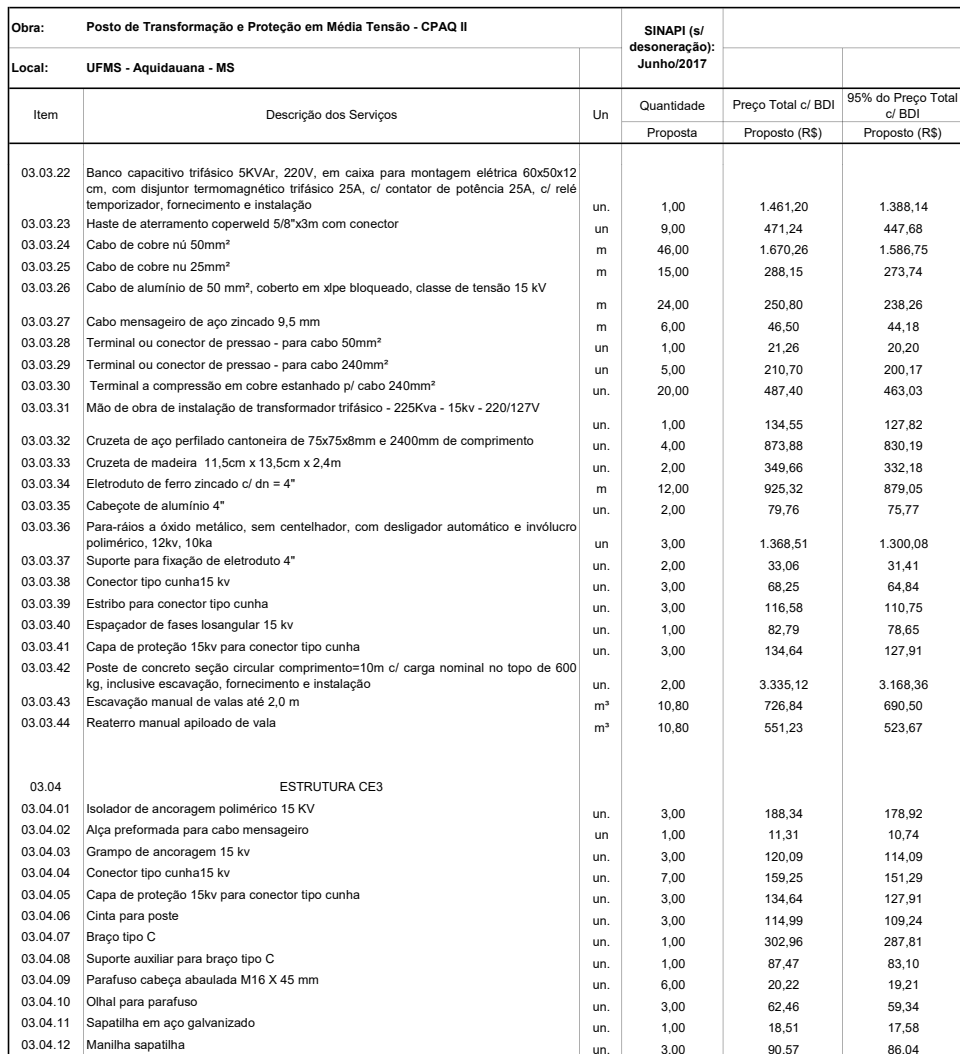 Obra: Posto de Transformação e Proteção em Média Tensão - CPAQ II SINAPI (s/
desoneração):
Junho/2017
Local: UFMS - Aquidauana - MS
Item Descrição dos Serviços Un Quantidade Preço Total c/ BDI 95% do Preço Total
c/ BDI
Proposta Proposto (R$) Proposto (R$)
03.03.22 Banco capacitivo trifásico 5KVAr, 220V, em caixa para montagem elétrica 60x50x12
cm, com disjuntor termomagnético trifásico 25A, c/ contator de potência 25A, c/ relé
temporizador, fornecimento e instalação un. 1,00 1.461,20 1.388,14
03.03.23 Haste de aterramento coperweld 5/8"x3m com conector un 9,00 471,24 447,68
03.03.24 Cabo de cobre nú 50mm² m 46,00 1.670,26 1.586,75
03.03.25 Cabo de cobre nu 25mm² m 15,00 288,15 273,74
03.03.26 Cabo de alumínio de 50 mm², coberto em xlpe bloqueado, classe de tensão 15 kV
m 24,00 250,80 238,26
03.03.27 Cabo mensageiro de aço zincado 9,5 mm m 6,00 46,50 44,18
03.03.28 Terminal ou conector de pressao - para cabo 50mm² un 1,00 21,26 20,20
03.03.29 Terminal ou conector de pressao - para cabo 240mm² un 5,00 210,70 200,17
03.03.30 Terminal a compressão em cobre estanhado p/ cabo 240mm² un. 20,00 487,40 463,03
03.03.31 Mão de obra de instalação de transformador trifásico - 225Kva - 15kv - 220/127V
un. 1,00 134,55 127,82
03.03.32 Cruzeta de aço perfilado cantoneira de 75x75x8mm e 2400mm de comprimento un. 4,00 873,88 830,19
03.03.33 Cruzeta de madeira 11,5cm x 13,5cm x 2,4m un. 2,00 349,66 332,18
03.03.34 Eletroduto de ferro zincado c/ dn = 4" m 12,00 925,32 879,05
03.03.35 Cabeçote de alumínio 4" un. 2,00 79,76 75,77
03.03.36 Para-ráios a óxido metálico, sem centelhador, com desligador automático e invólucro
polimérico, 12kv, 10ka un 3,00 1.368,51 1.300,08
03.03.37 Suporte para fixação de eletroduto 4" un. 2,00 33,06 31,41
03.03.38 Conector tipo cunha15 kv un. 3,00 68,25 64,84
03.03.39 Estribo para conector tipo cunha un. 3,00 116,58 110,75
03.03.40 Espaçador de fases losangular 15 kv un. 1,00 82,79 78,65
03.03.41 Capa de proteção 15kv para conector tipo cunha un. 3,00 134,64 127,91
03.03.42 Poste de concreto seção circular comprimento=10m c/ carga nominal no topo de 600
kg, inclusive escavação, fornecimento e instalação un. 2,00 3.335,12 3.168,36
03.03.43 Escavação manual de valas até 2,0 m m³ 10,80 726,84 690,50
03.03.44 Reaterro manual apiloado de vala m³ 10,80 551,23 523,67
03.04 ESTRUTURA CE3
03.04.01 Isolador de ancoragem polimérico 15 KV un. 3,00 188,34 178,92
03.04.02 Alça preformada para cabo mensageiro un 1,00 11,31 10,74
03.04.03 Grampo de ancoragem 15 kv un. 3,00 120,09 114,09
03.04.04 Conector tipo cunha15 kv un. 7,00 159,25 151,29
03.04.05 Capa de proteção 15kv para conector tipo cunha un. 3,00 134,64 127,91
03.04.06 Cinta para poste un. 3,00 114,99 109,24
03.04.07 Braço tipo C un. 1,00 302,96 287,81
03.04.08 Suporte auxiliar para braço tipo C un. 1,00 87,47 83,10
03.04.09 Parafuso cabeça abaulada M16 X 45 mm un. 6,00 20,22 19,21
03.04.10 Olhal para parafuso un. 3,00 62,46 59,34
03.04.11 Sapatilha em aço galvanizado un. 1,00 18,51 17,58
03.04.12 Manilha sapatilha un. 3,00 90,57 86,04